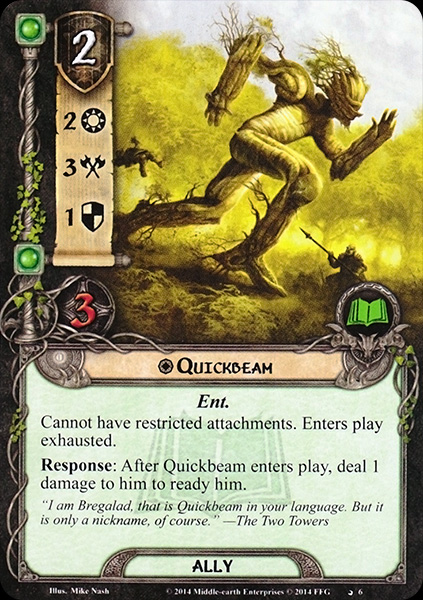 2
2
3
1
3
Quickbeam
Ent.
Cannot have restricted attachments. Enters play
exhausted.
Response: After Quickbeam enters play, deal 1
damage to him to ready him.
“I am Bregalad, that is Quickbeam in your language. But it
is only a nickname, of course.” —The Two Towers
ALLY
Illus. Mike Nash © 2014 Middle-earth Enterprises © 2014 FFG 6